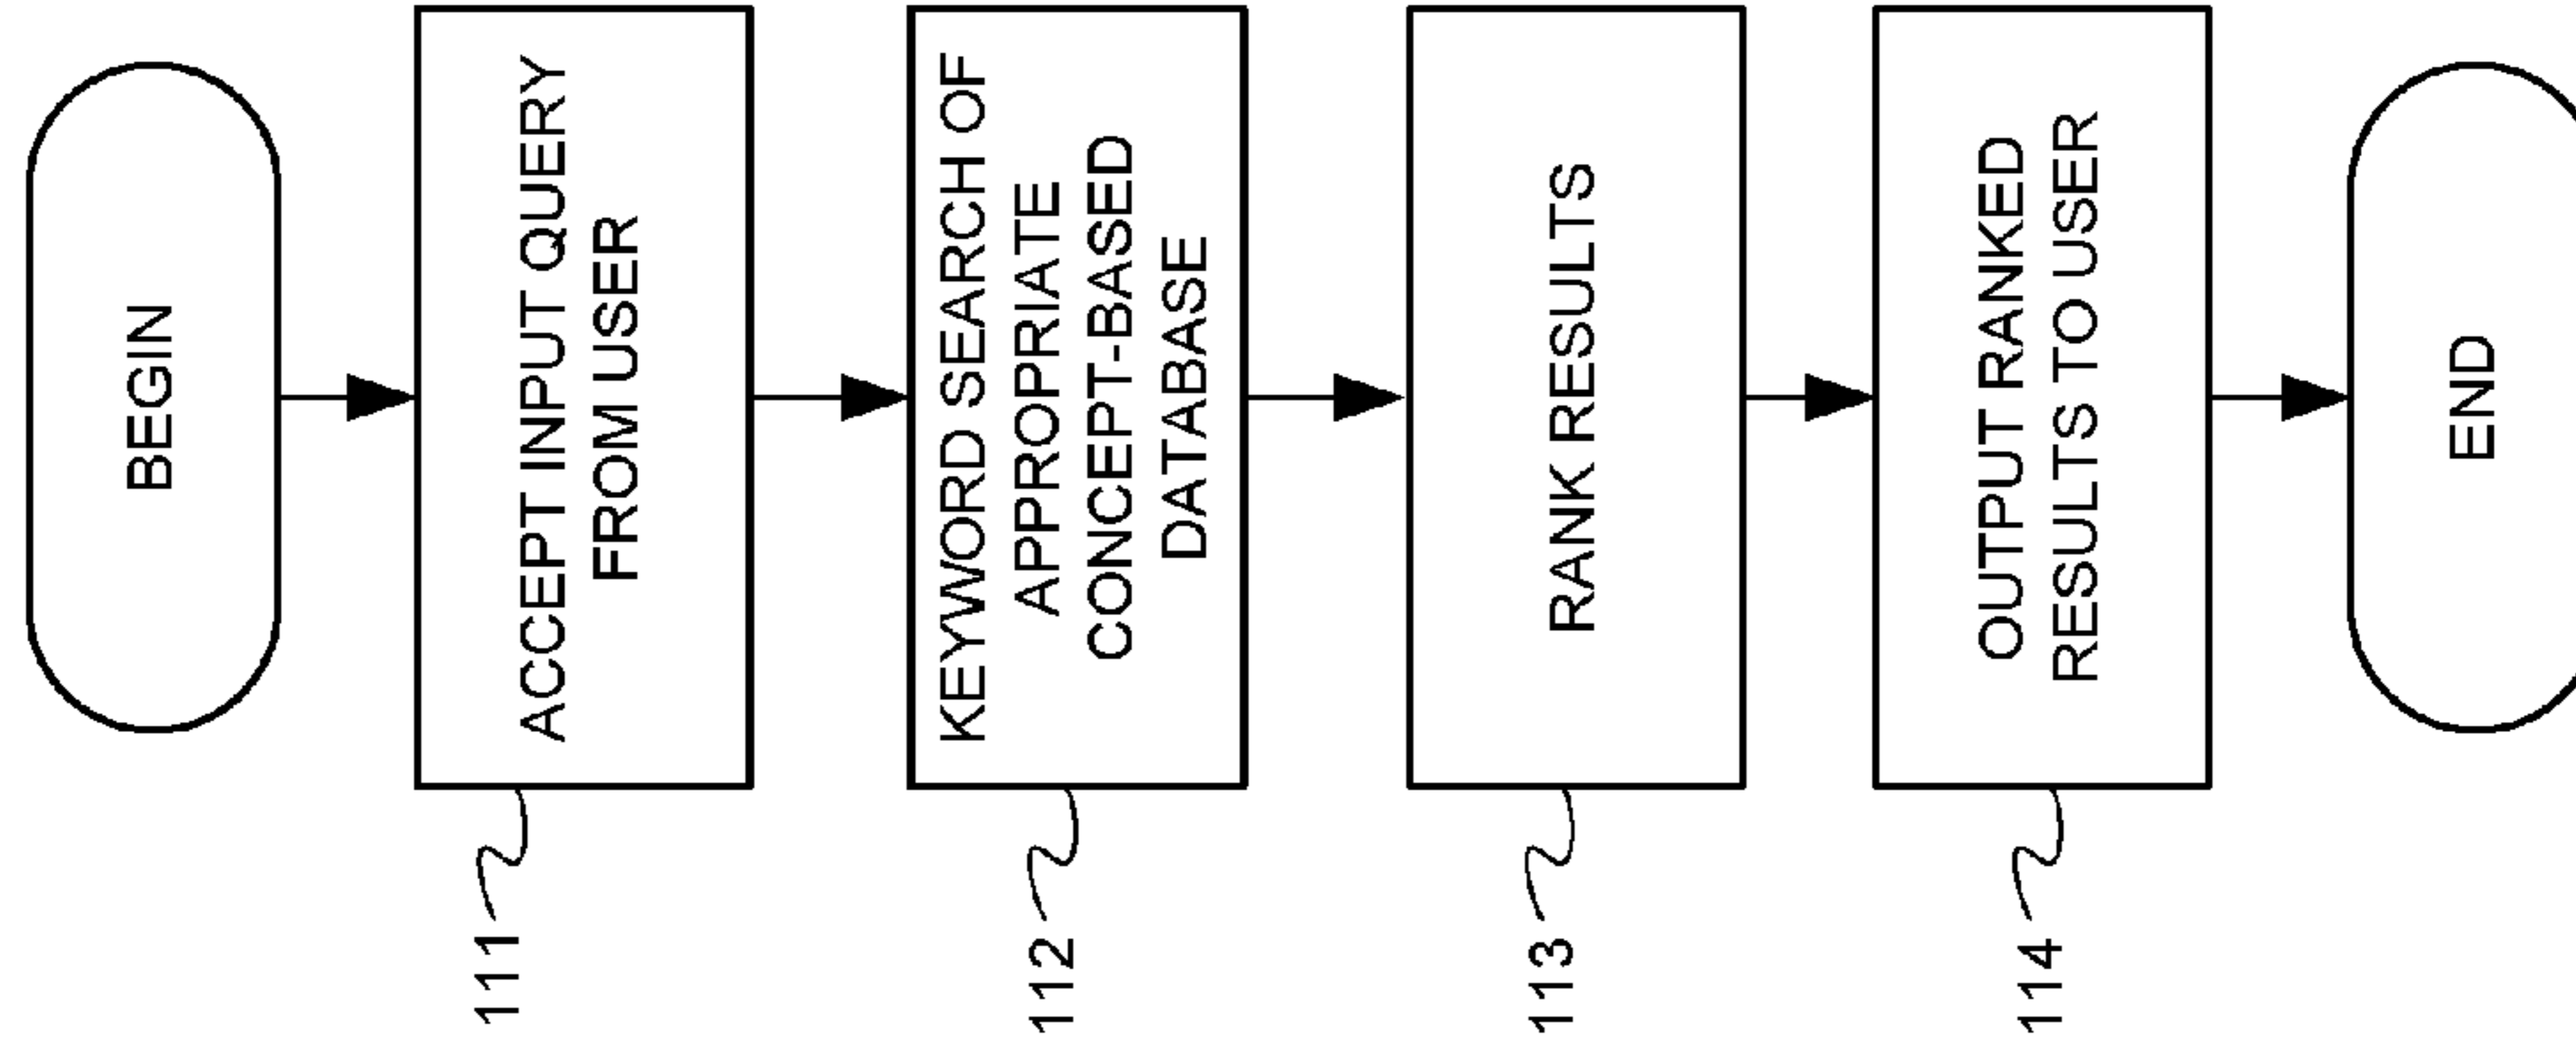 BEGIN
ACCEPT INPUT QUERY
FROM USER
111
KEYWORD SEARCH OF
APPROPRIATE
CONCEPT-BASED
DATABASE
112
RANK RESULTS
113
OUTPUT RANKED
RESULTS TO USER
114
END